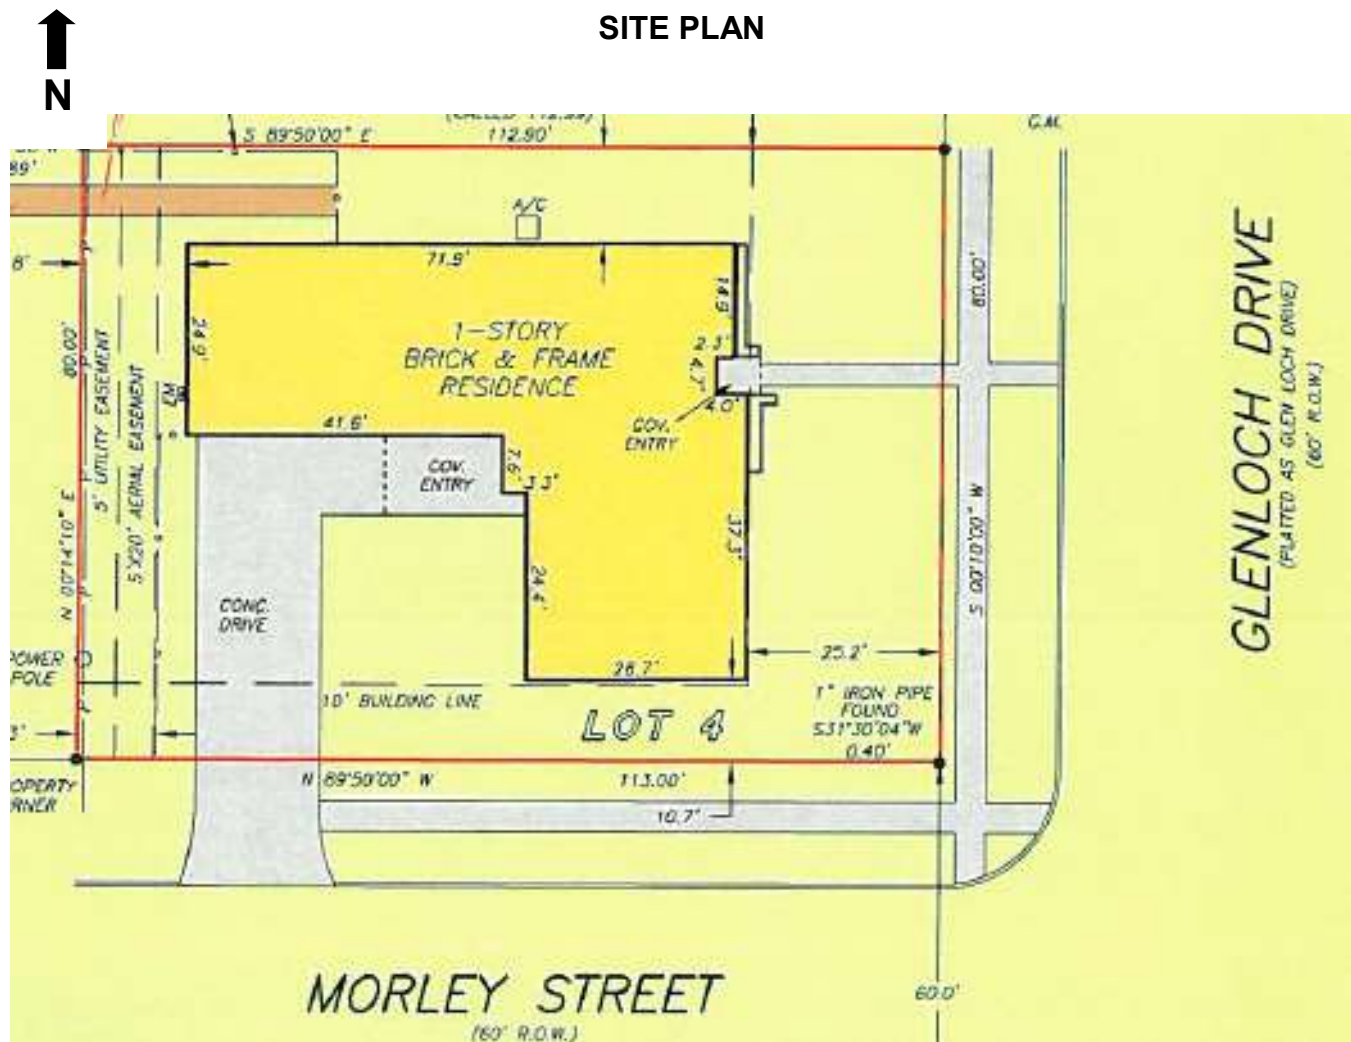 SITE PLAN
N
S 89°50'00" E
112.90'
G.M.
89'
A/C
8'
71.9'
14.9'
80.00'
24.9'
1-STORY
BRICK & FRAME
RESIDENCE
2.3'
4.7'
4.0'
COV.
ENTRY
80.00'
5' UTILITY EASEMENT
5'X20' AERIAL EASEMENT
41.6'
7.6'
3.3'
COV.
ENTRY
37.3'
24.4'
N 00°14'10" E
S 00°10'00" W
CONC.
DRIVE
POWER
POLE
28.7'
25.2'
10' BUILDING LINE
LOT 4
1" IRON PIPE
FOUND
S31°30'04"W
0.40'
N 89°50'00" W
113.00'
10.7'
GLENLOCH DRIVE
(PLATTED AS GLEN LOCH DRIVE)
(60' R.O.W.)
MORLEY STREET
(60' R.O.W.)
60.0'